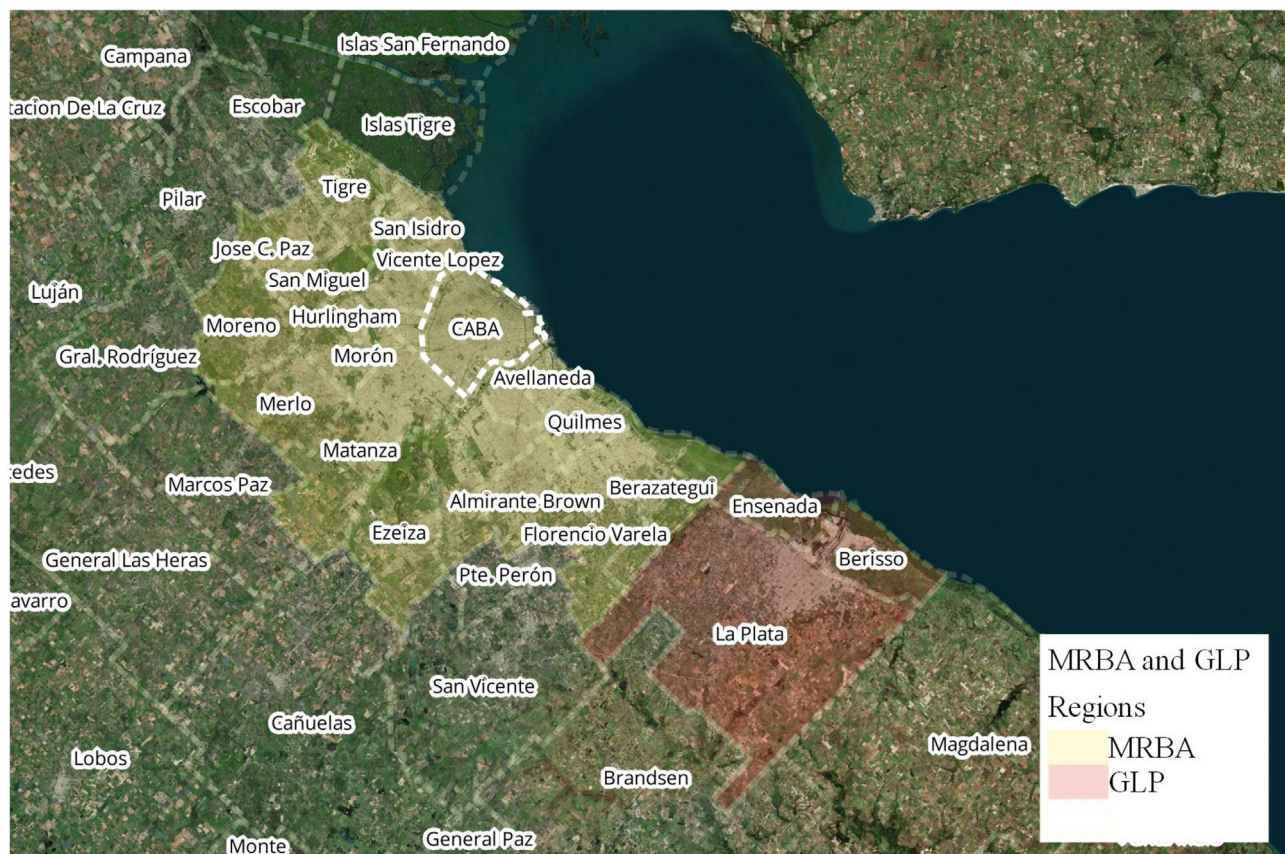 Islas San Fernando
Campana
tacion De La Cruz
Escobar
Islas Tigre
Pilar
Tigre
San Isidro
Jose C. Paz
Vicente Lopez
San Miguel
Luján
Hurlingham
Moreno
CABA
Gral. Rodríguez
Morón
Avellaneda
Merlo
Quilmes
Matanza
edes
Marcos Paz
Berazategui
Almirante Brown
Ensenada
Ezeiza
Florencio Varela
General Las Heras
Berisso
Pte. Perón
avarro
La Plata
San Vicente
Cañuelas
Magdalena
Lobos
Brandsen
General Paz
Monte
MRBA and GLP
Regions
MRBA
GLP